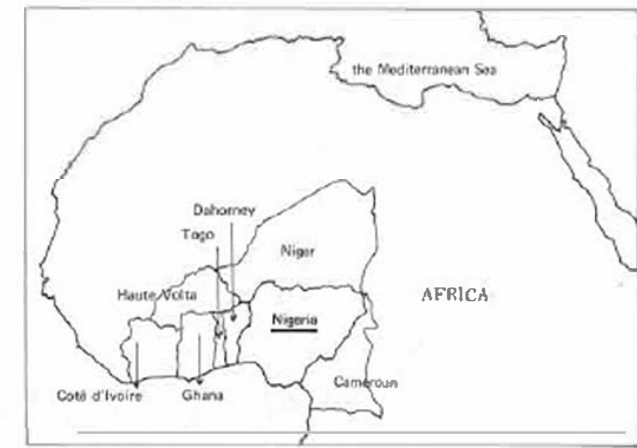 the Mediterranean Sea
Dahomey
Togo
Niger
Haute Volta
AFRICA
Nigeria
Cameroun
Coté d'Ivoire
Ghana